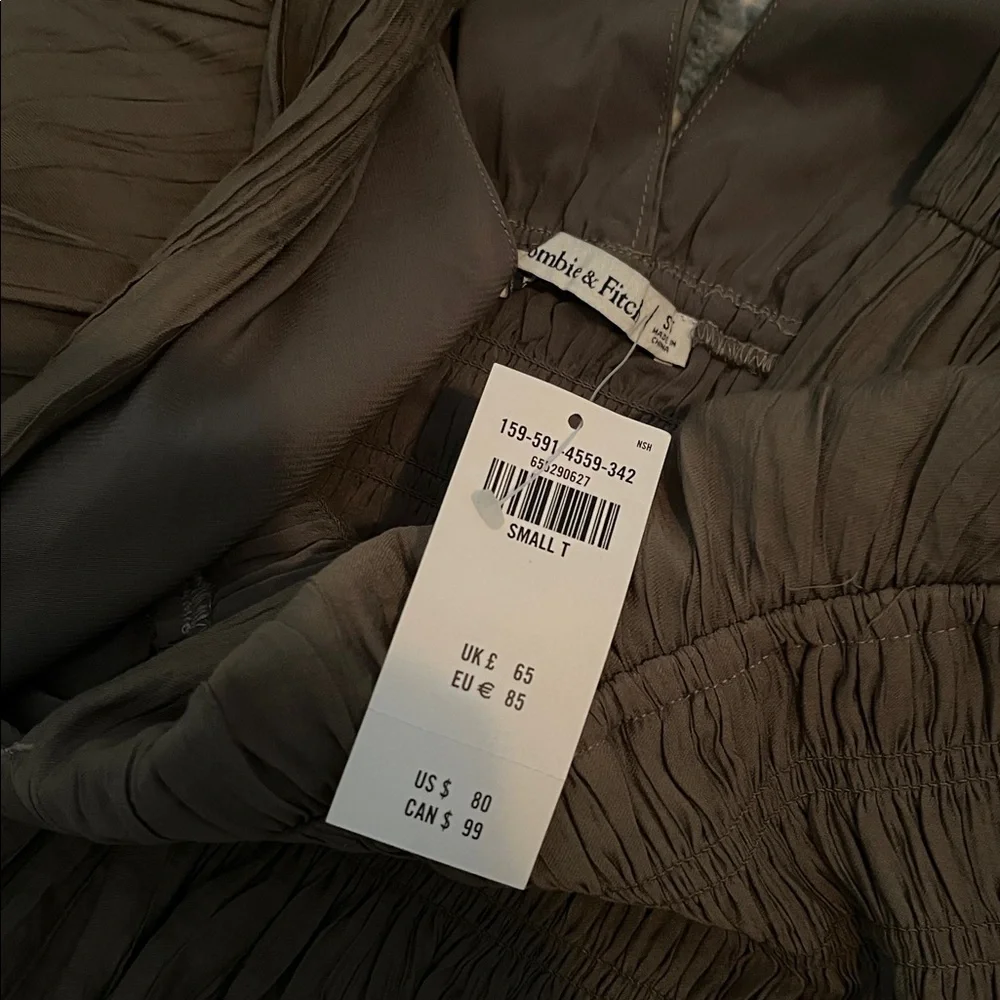 ombie & Fitch
S
MADE IN
CHINA
159-591-4559-342
NSH
655290627
SMALL T
UK £ 65
EU € 85
US $ 80
CAN $ 99